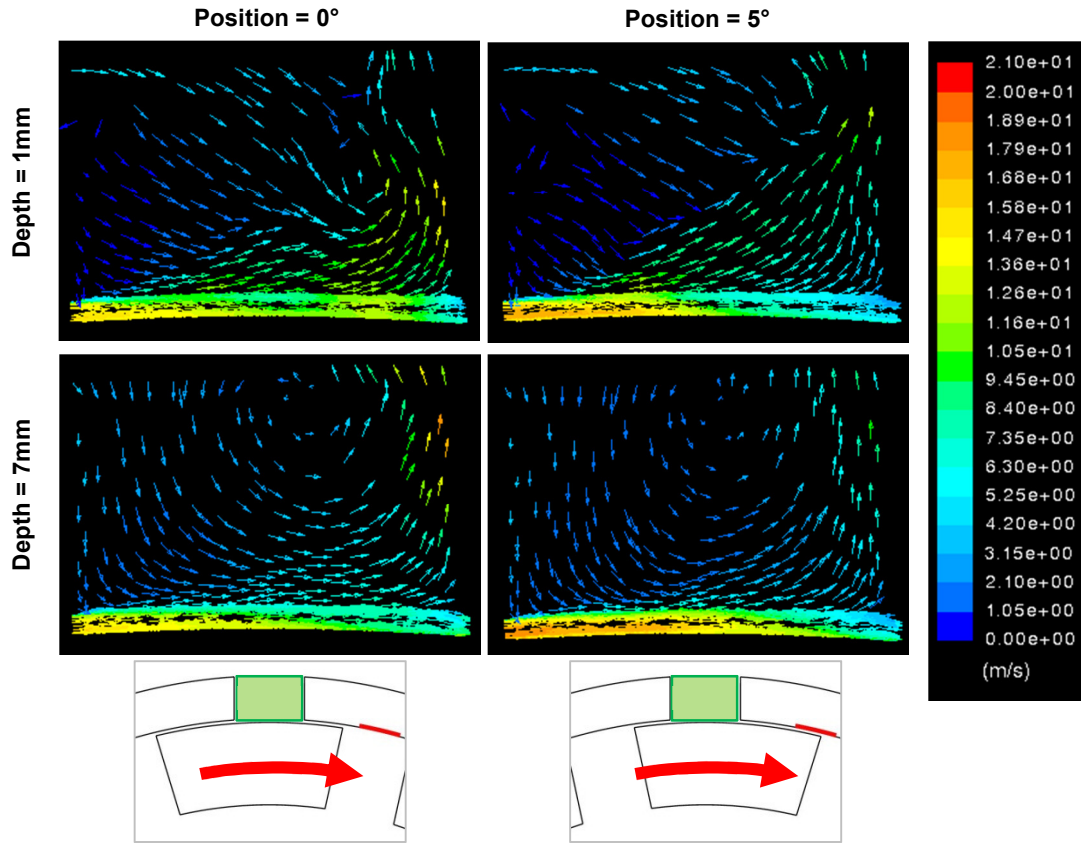 Position = 0°
Position = 5°
Depth = 1mm
Depth = 7mm
2.10e+01
2.00e+01
1.89e+01
1.79e+01
1.68e+01
1.58e+01
1.47e+01
1.36e+01
1.26e+01
1.16e+01
1.05e+01
9.45e+00
8.40e+00
7.35e+00
6.30e+00
5.25e+00
4.20e+00
3.15e+00
2.10e+00
1.05e+00
0.00e+00
(m/s)